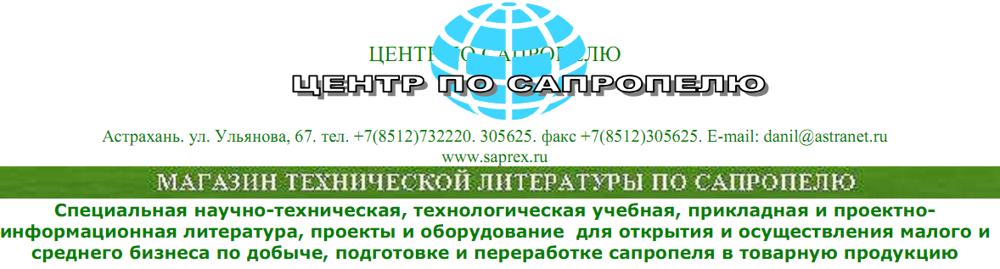 ЦЕНТР ПО САПРОПЕЛЮ
ЦЕНТР ПО САПРОПЕЛЮ
Астрахань. ул. Ульянова, 67. тел. +7(8512)732220. 305625. факс +7(8512)305625. E-mail: danil@astranet.ru
www.saprex.ru
МАГАЗИН ТЕХНИЧЕСКОЙ ЛИТЕРАТУРЫ ПО САПРОПЕЛЮ
Специальная научно-техническая, технологическая учебная, прикладная и проектно-
информационная литература, проекты и оборудование для открытия и осуществления малого и
среднего бизнеса по добыче, подготовке и переработке сапропеля в товарную продукцию